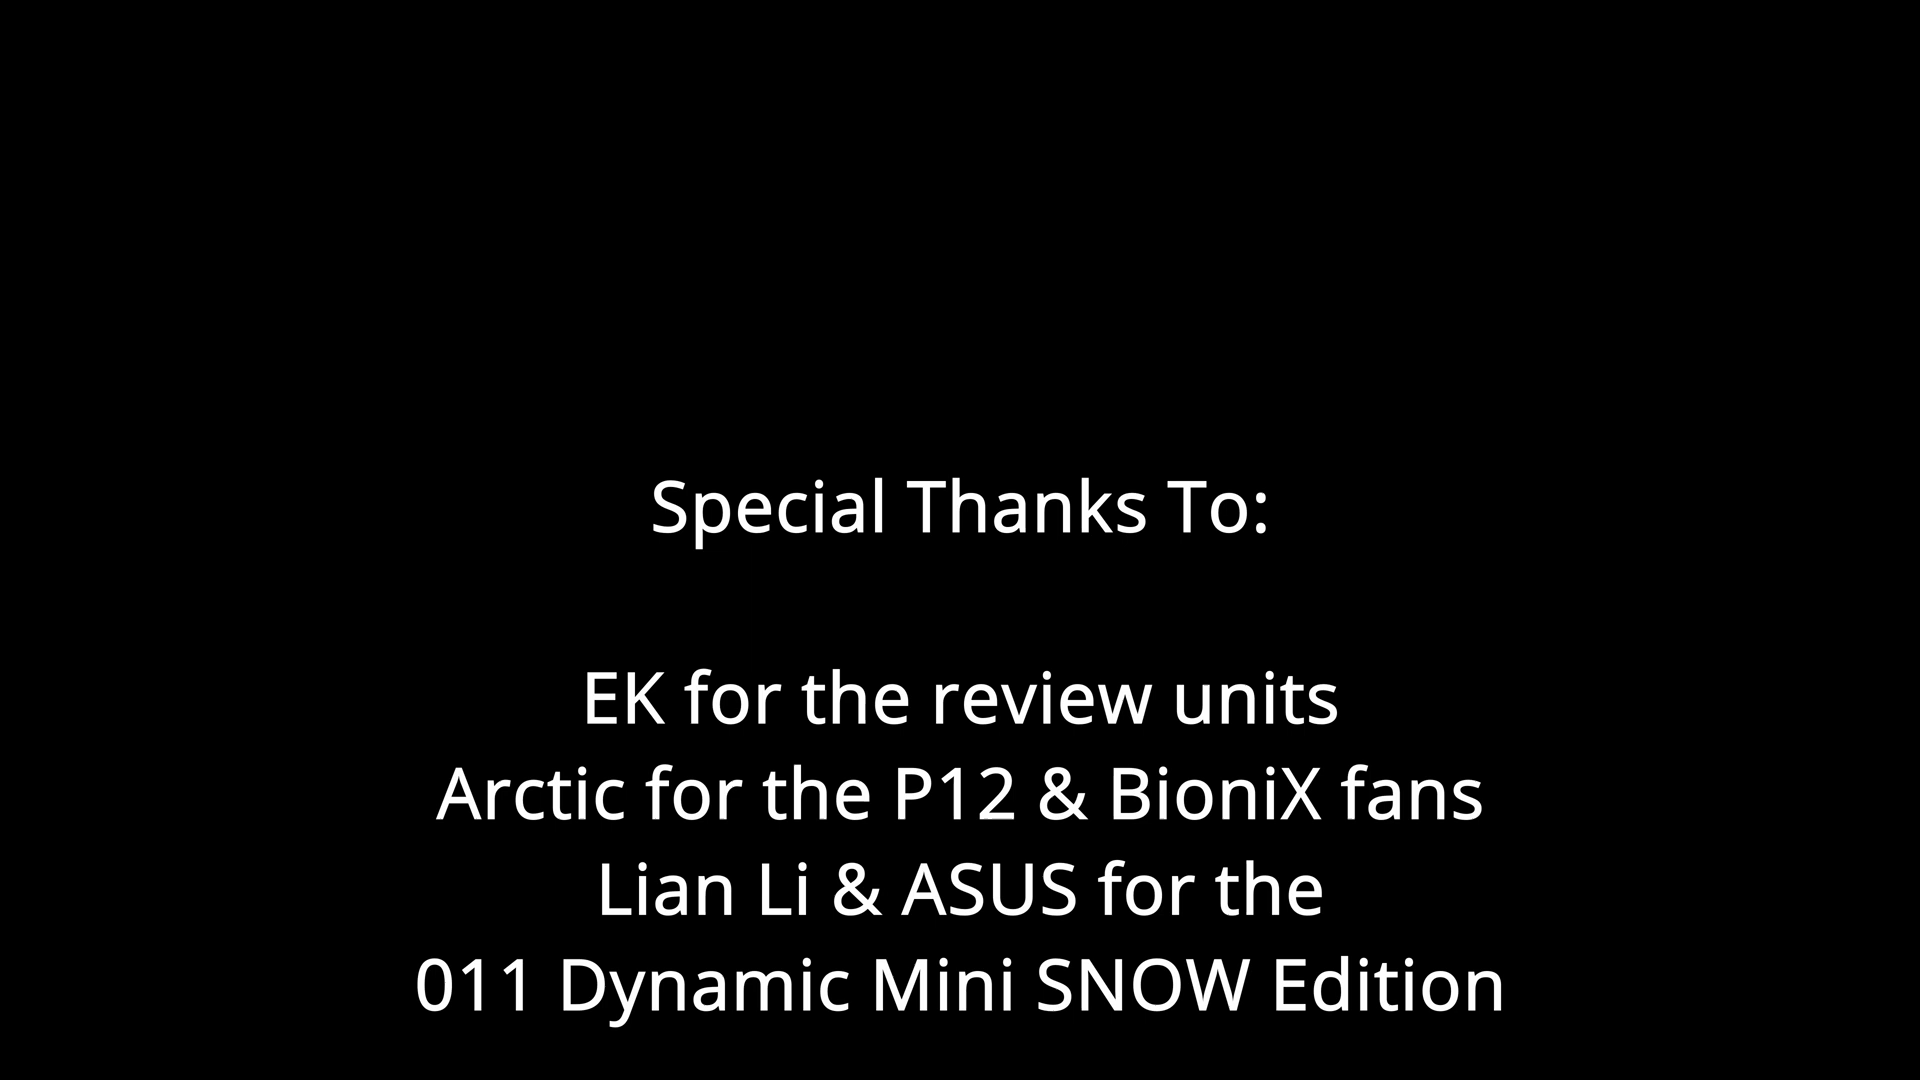 Special Thanks To:
EK for the review units
Arctic for the P12 & BioniX fans
Lian Li & ASUS for the
011 Dynamic Mini SNOW Edition